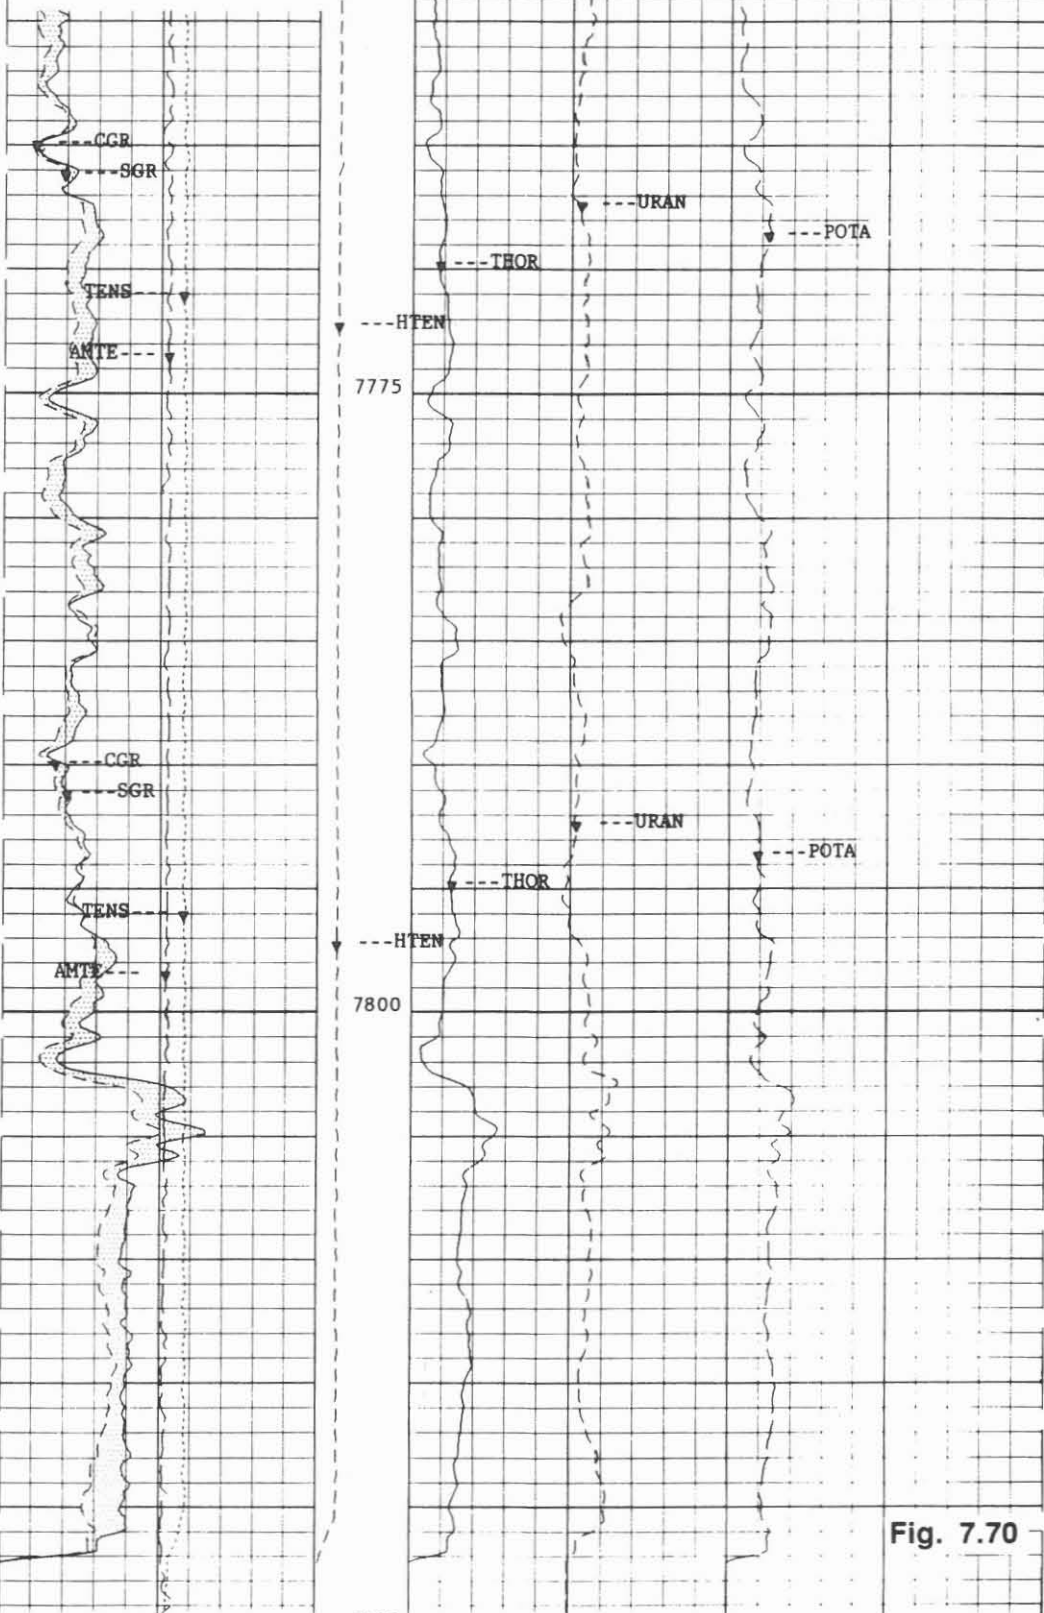 ---CGR
---SGR
---URAN
---POTA
---THOR
TENS---
---HTEN
AMTE---
7775
---CGR
---SGR
---URAN
---POTA
---THOR
TENS---
---HTEN
AMTE---
7800
Fig. 7.70